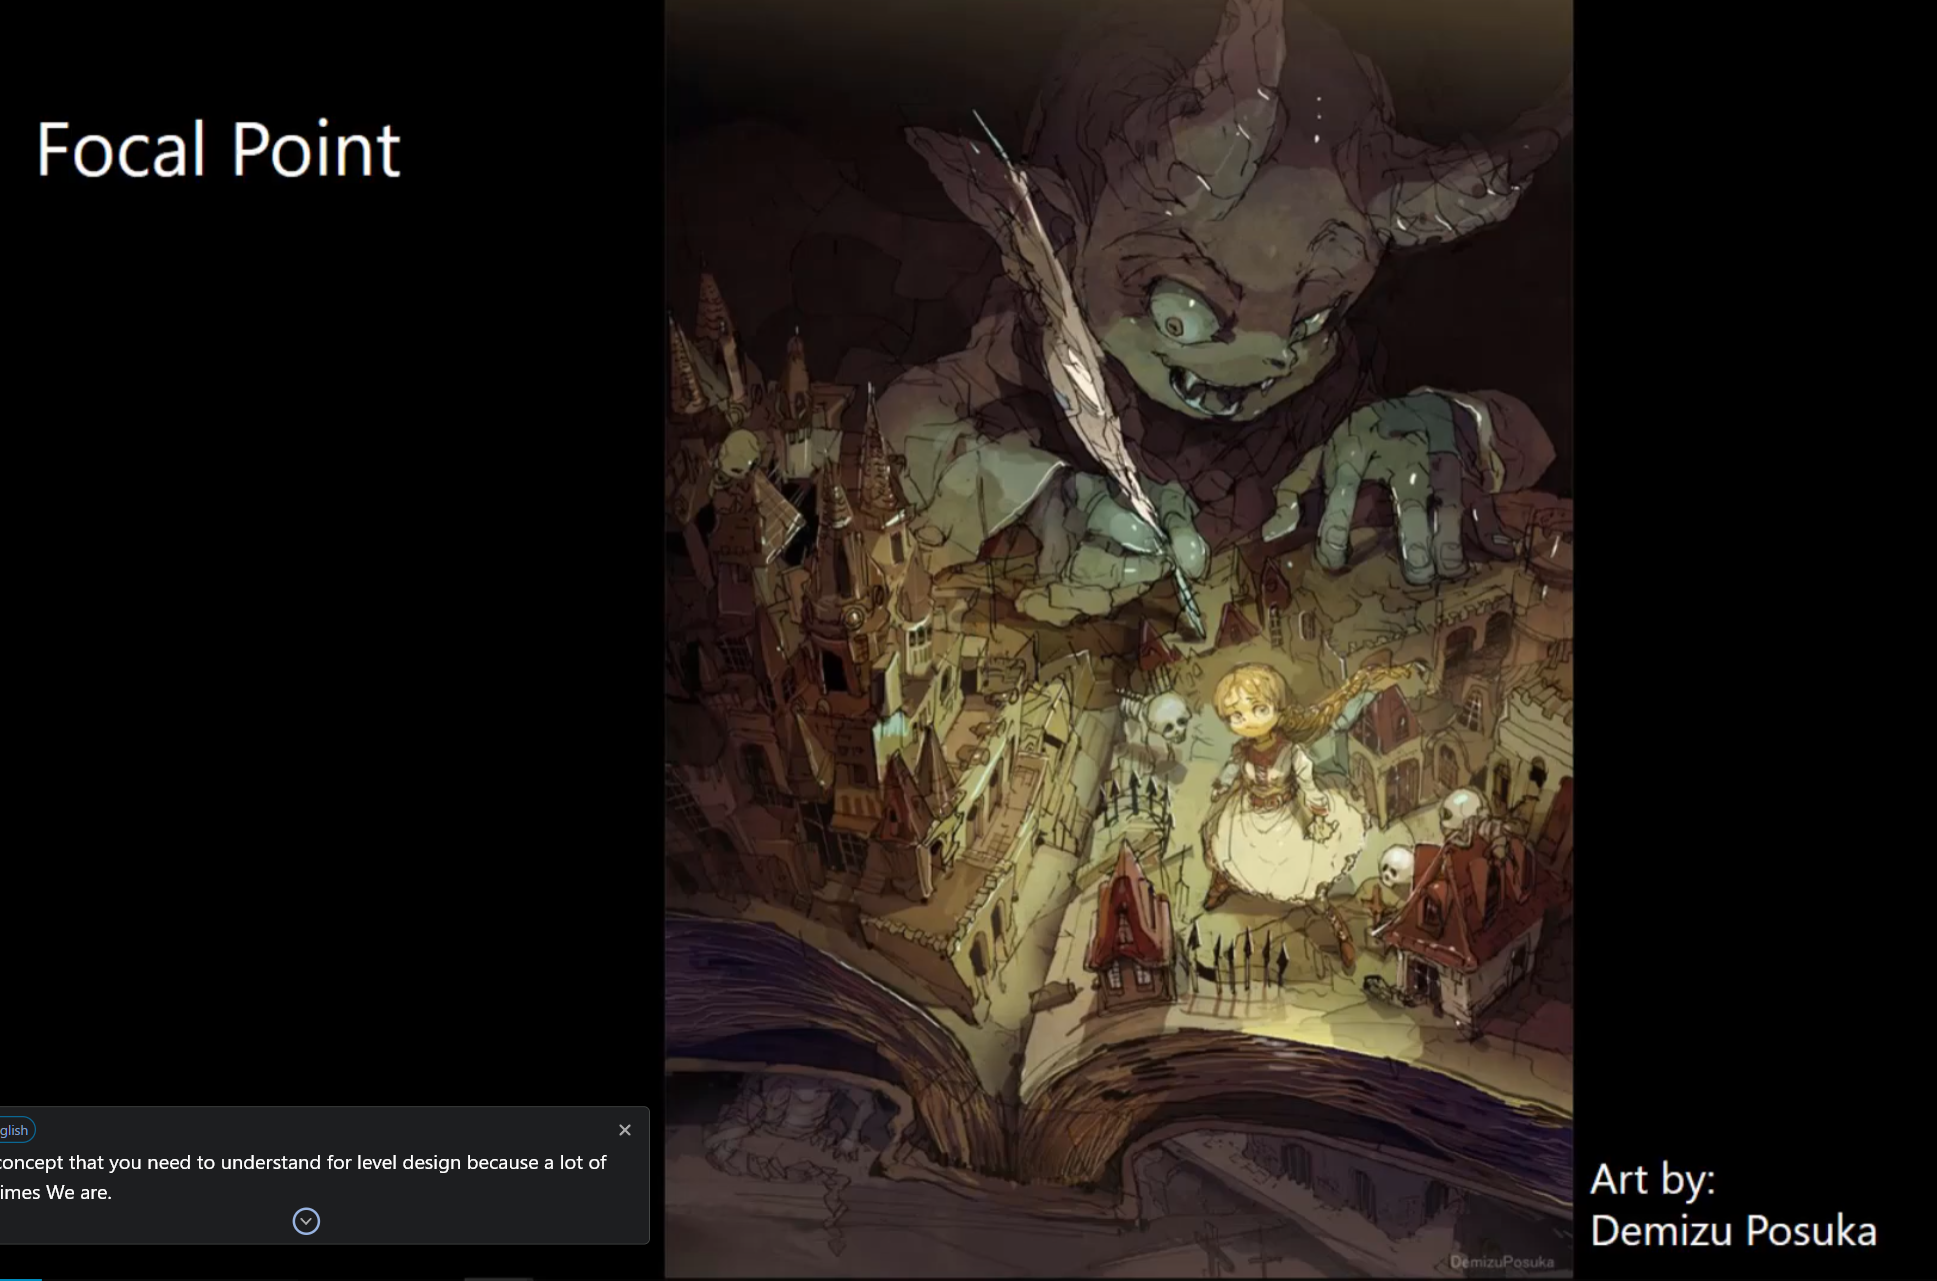 Focal Point
glish
concept that you need to understand for level design because a lot of
imes We are.
Art by:
Demizu Posuka
DemizuPosuka